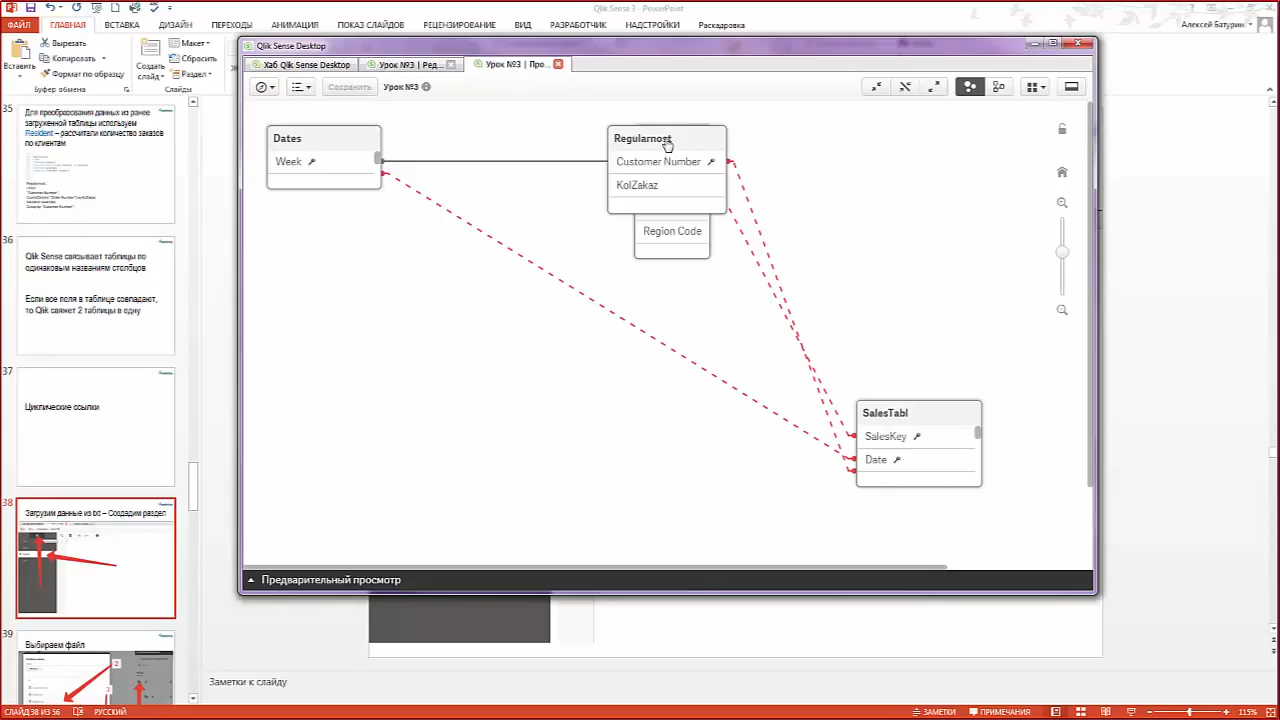 Qlik Sense 3 - PowerPoint
ФАЙЛ
ГЛАВНАЯ
ВСТАВКА
ДИЗАЙН
ПЕРЕХОДЫ
АНИМАЦИЯ
ПОКАЗ СЛАЙДОВ
РЕЦЕНЗИРОВАНИЕ
ВИД
РАЗРАБОТЧИК
НАДСТРОЙКИ
Раскадровка
Алексей Батурин
Вставить
Вырезать
Копировать
Формат по образцу
Буфер обмена
Создать
слайд
Макет
Сбросить
Раздел
Слайды
Qlik Sense Desktop
Хаб Qlik Sense Desktop
Урок №3 | Ред...
Урок №3 | Про...
Сохранить
Урок №3
Dates
Week
Regularnost
Customer Number
KolZakaz
Region Code
SalesTabl
SalesKey
Date
Предварительный просмотр
35
Для преобразования данных из ранее
загруженной таблицы используем
Resident – рассчитали количество заказов
по клиентам
36
Qlik Sense связывает таблицы по
одинаковым названиям столбцов
Если все поля в таблице совпадают,
то Qlik свяжет 2 таблицы в одну
37
Циклические ссылки
38
Загрузим данные из txt – Создадим раздел
39
Выбираем файл
2
Заметки к слайду
СЛАЙД 38 ИЗ 56
РУССКИЙ
ЗАМЕТКИ
ПРИМЕЧАНИЯ
115%